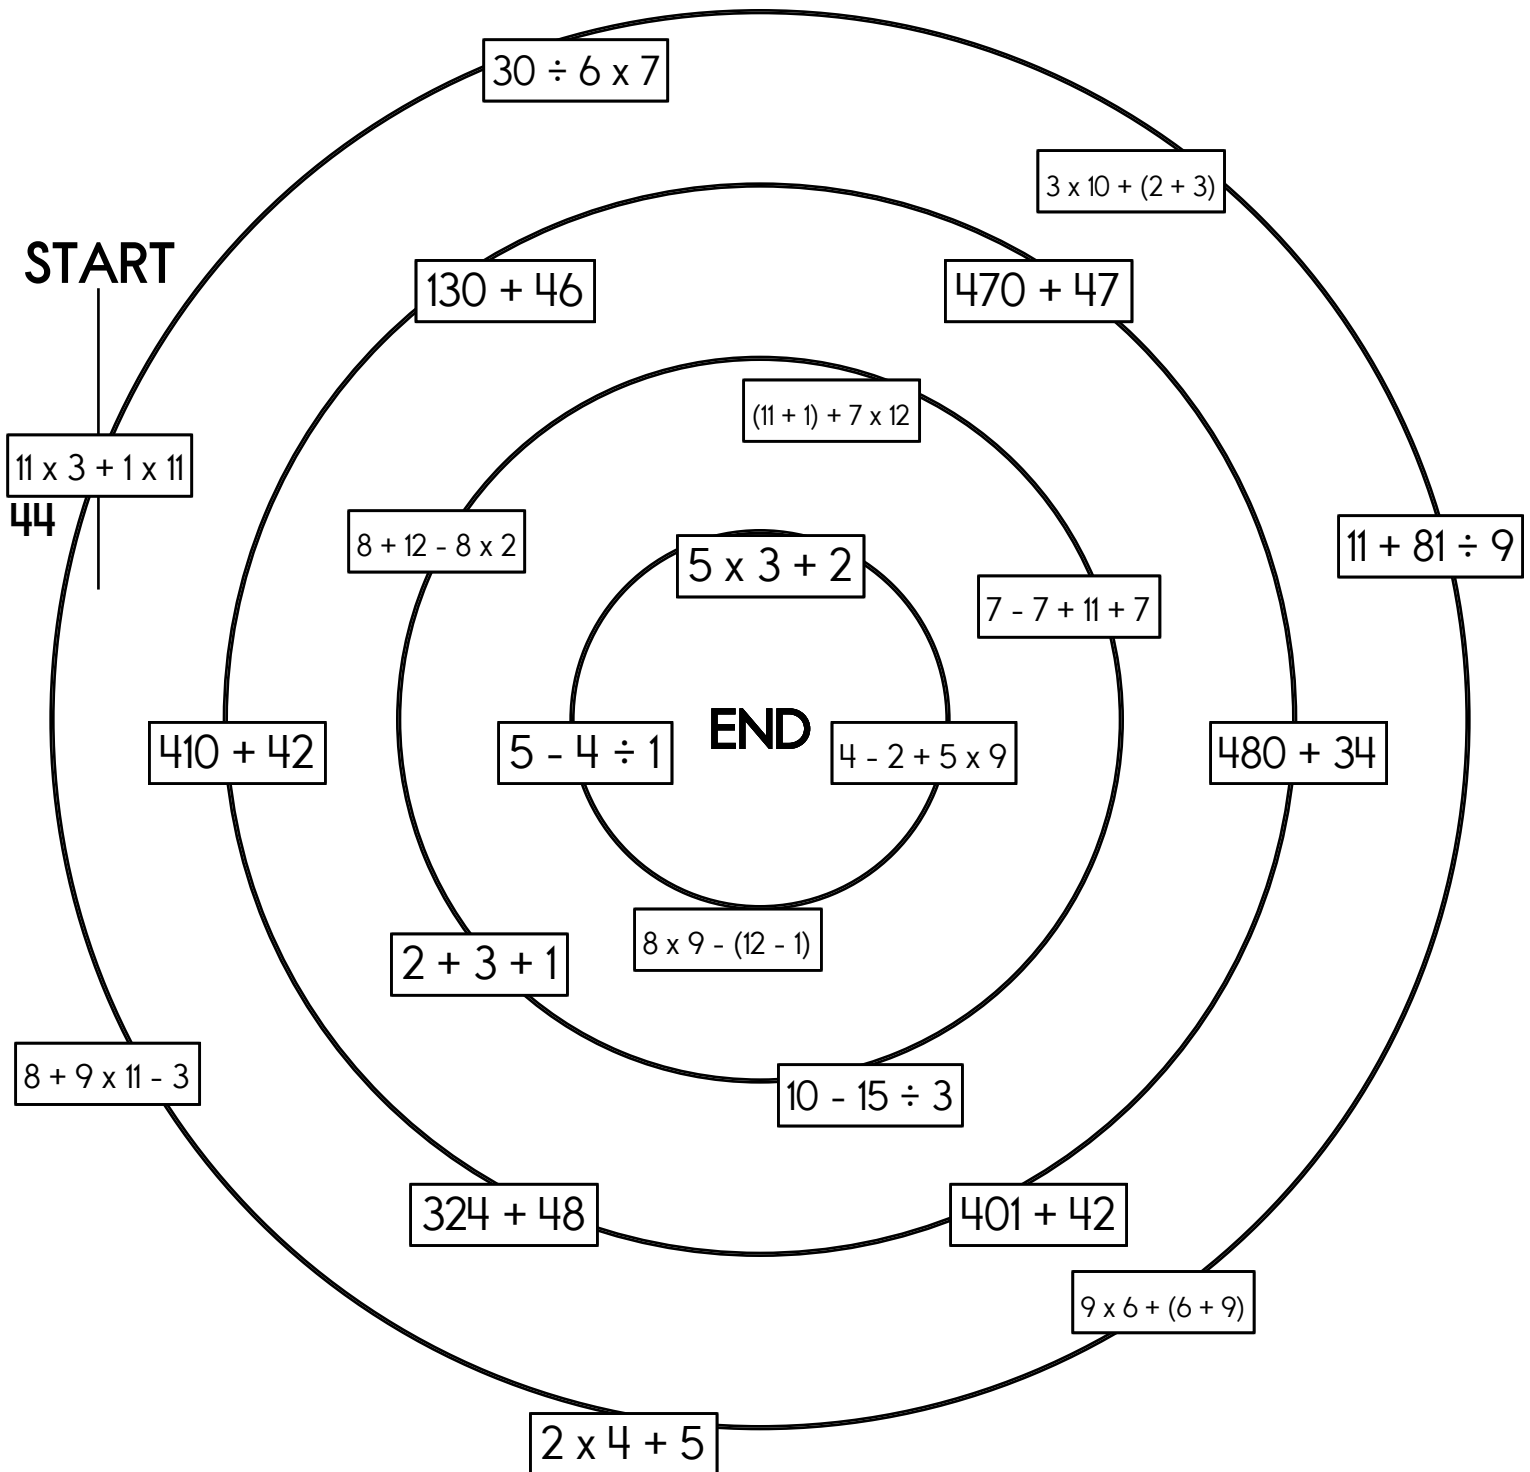 30 ÷ 6 x 7
3 x 10 + (2 + 3)
START
130 + 46
470 + 47
(11 + 1) + 7 x 12
11 x 3 + 1 x 11
44
8 + 12 - 8 x 2
11 + 81 ÷ 9
5 x 3 + 2
7 - 7 + 11 + 7
410 + 42
5 - 4 ÷ 1
END
4 - 2 + 5 x 9
480 + 34
8 x 9 - (12 - 1)
2 + 3 + 1
8 + 9 x 11 - 3
10 - 15 ÷ 3
324 + 48
401 + 42
9 x 6 + (6 + 9)
2 x 4 + 5